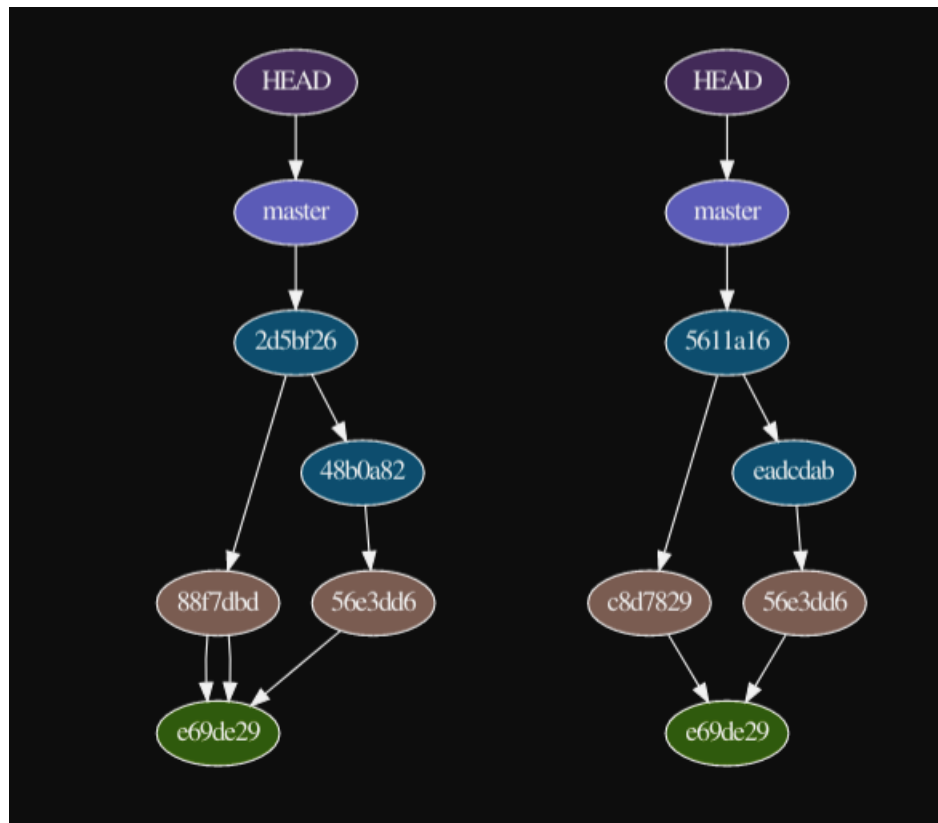 HEAD
master
2d5bf26
48b0a82
88f7dbd
56e3dd6
e69de29
HEAD
master
5611a16
eadcdab
c8d7829
56e3dd6
e69de29